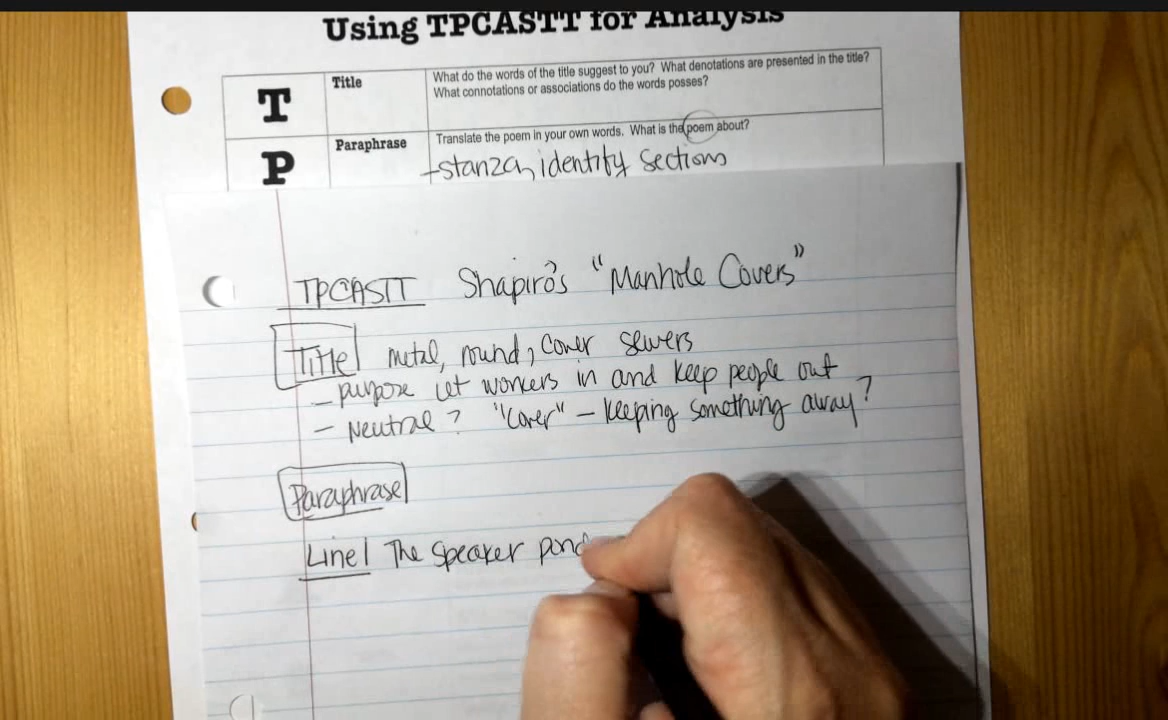 Using TPCASTT for Analysis
T
Title
What do the words of the title suggest to you? What denotations are presented in the title?
What connotations or associations do the words posses?
P
Paraphrase
Translate the poem in your own words. What is the poem about?
-stanza, identify sections
TPCASTT Shapiro's "Manhole Covers"
Title metal, round, cover sewers
- purpose let workers in and keep people out
- Neutral? "Cover" - keeping something away?
Paraphrase
Line 1 The speaker pond